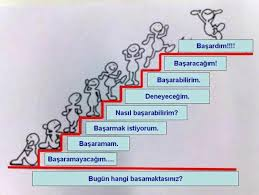 Başardım!!!!
Başaracağım!
Başarabilirim.
Deneyeceğim.
Nasıl başarabilirim?
Başarmak istiyorum.
Başaramam.
Başaramayacağım....
Bugün hangi basamaktasınız?